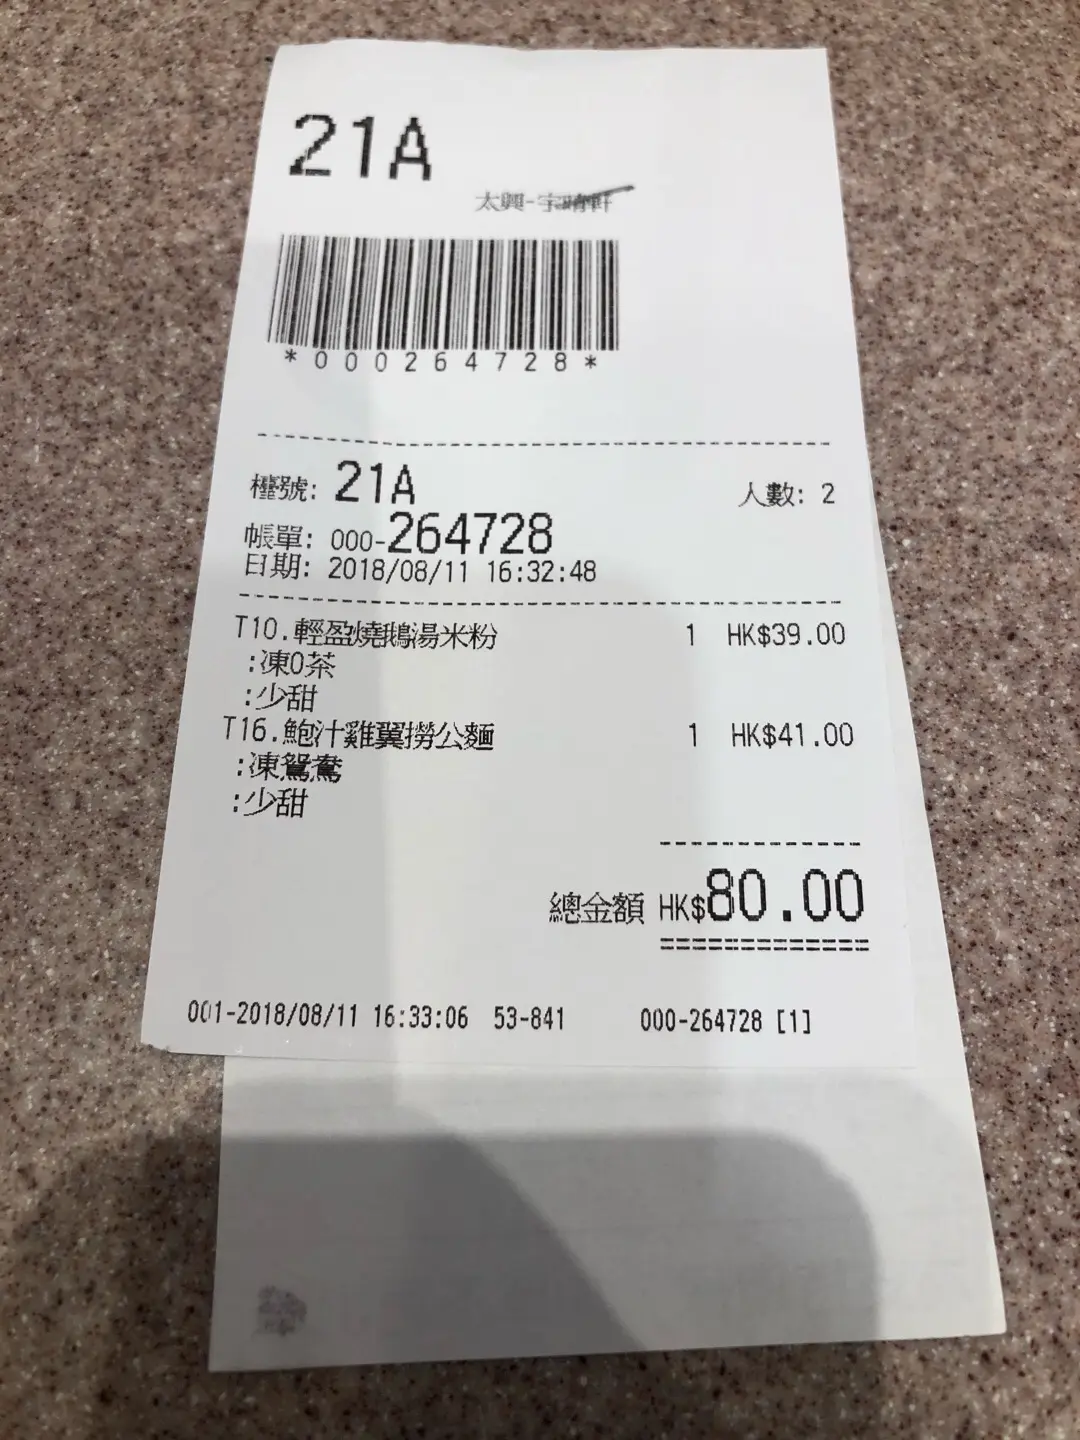 21A
太興-宇晴軒
*000264728*
檯號: 21A 人數: 2
帳單: 000-264728
日期: 2018/08/11 16:32:48
T10.輕盈燒鵝湯米粉 1 HK$39.00
:凍0茶
:少甜
T16.鮑汁雞翼撈公麵 1 HK$41.00
:凍鴛鴦
:少甜
總金額 HK$80.00
001-2018/08/11 16:33:06 53-841 000-264728 [1]